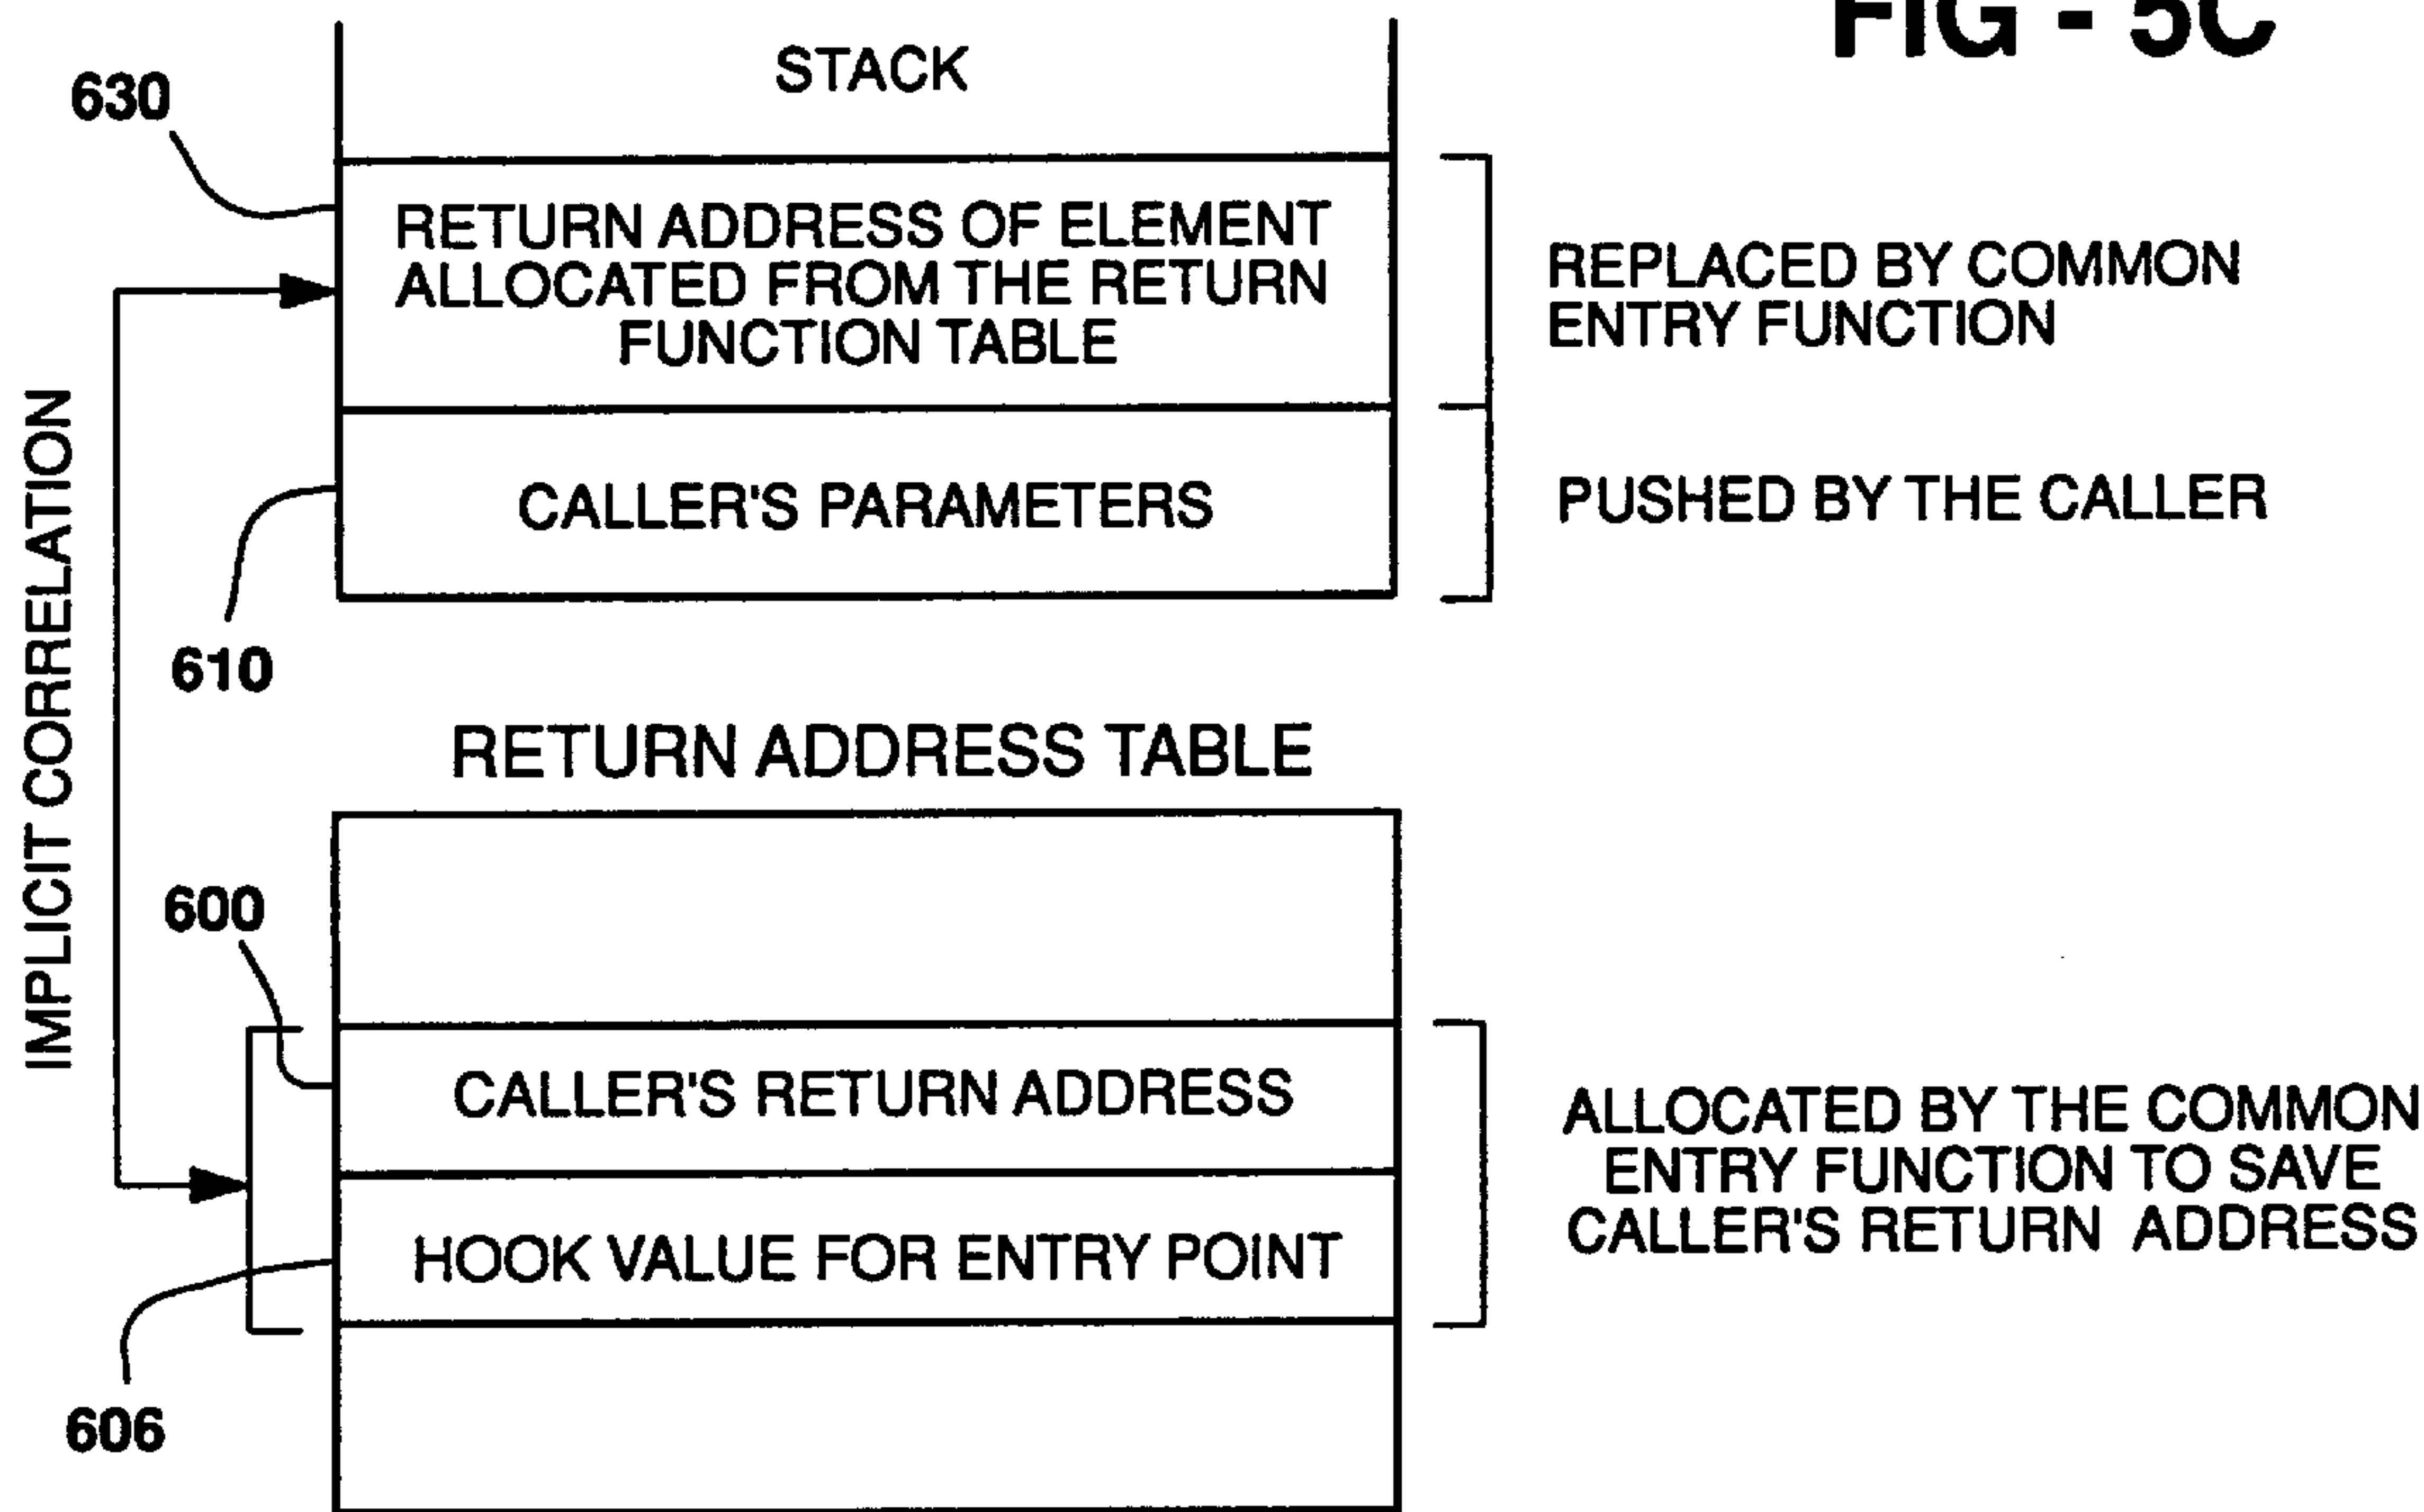 FIG - 5C
STACK
630
RETURN ADDRESS OF ELEMENT
ALLOCATED FROM THE RETURN
FUNCTION TABLE
REPLACED BY COMMON
ENTRY FUNCTION
CALLER'S PARAMETERS
PUSHED BY THE CALLER
610
IMPLICIT CORRELATION
RETURN ADDRESS TABLE
600
CALLER'S RETURN ADDRESS
HOOK VALUE FOR ENTRY POINT
ALLOCATED BY THE COMMON
ENTRY FUNCTION TO SAVE
CALLER'S RETURN ADDRESS
606